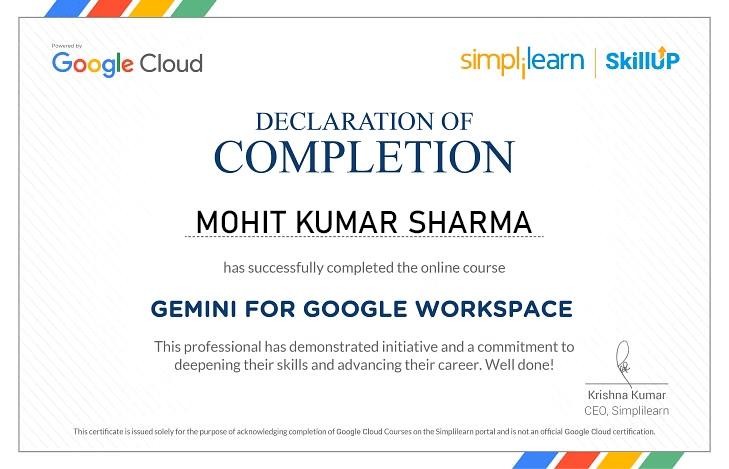 Powered by
Google Cloud
simplilearn | SkillUP
DECLARATION OF
COMPLETION
MOHIT KUMAR SHARMA
has successfully completed the online course
GEMINI FOR GOOGLE WORKSPACE
This professional has demonstrated initiative and a commitment to
deepening their skills and advancing their career. Well done!
Krishna Kumar
CEO, Simplilearn
This certificate is issued solely for the purpose of acknowledging completion of Google Cloud Courses on the Simplilearn portal and is not an official Google Cloud certification.